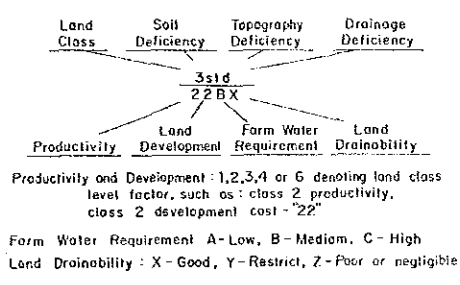 Land Soil Topography Drainage
Class Deficiency Deficiency Deficiency
3std
22BX
Productivity Land Farm Water Land
Development Requirement Drainability
Productivity and Development : 1,2,3,4 or 6 denoting land class
level factor, such as : class 2 productivity,
class 2 development cost - "22"
Farm Water Requirement A - Low, B - Medium, C - High
Land Drainability : X - Good, Y - Restrict, Z - Poor or negligible